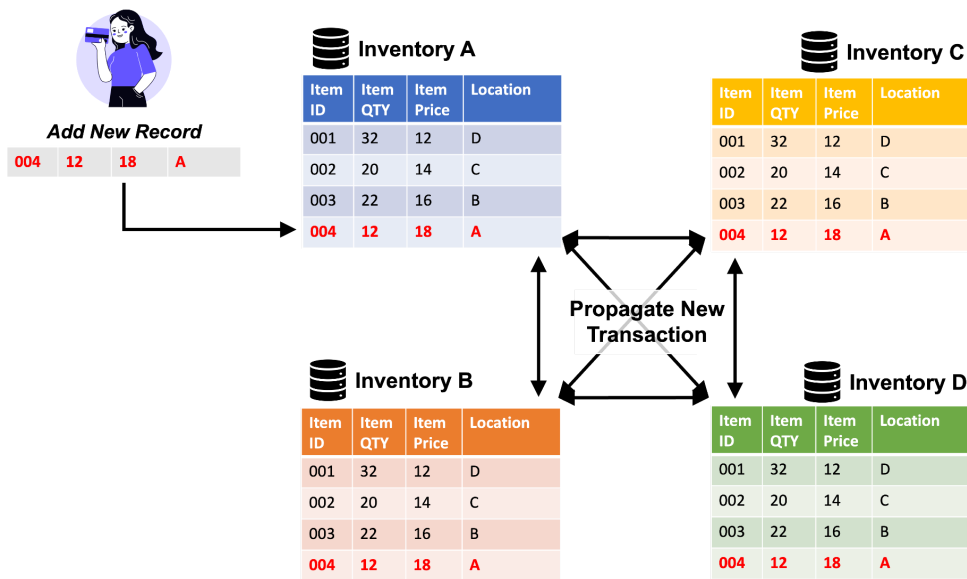 Inventory A
Item ID Item QTY Item Price Location
001 32 12 D
002 20 14 C
003 22 16 B
004 12 18 A
Inventory C
Item ID Item QTY Item Price Location
001 32 12 D
002 20 14 C
003 22 16 B
004 12 18 A
Add New Record
004 12 18 A
Propagate New
Transaction
Inventory B
Item ID Item QTY Item Price Location
001 32 12 D
002 20 14 C
003 22 16 B
004 12 18 A
Inventory D
Item ID Item QTY Item Price Location
001 32 12 D
002 20 14 C
003 22 16 B
004 12 18 A